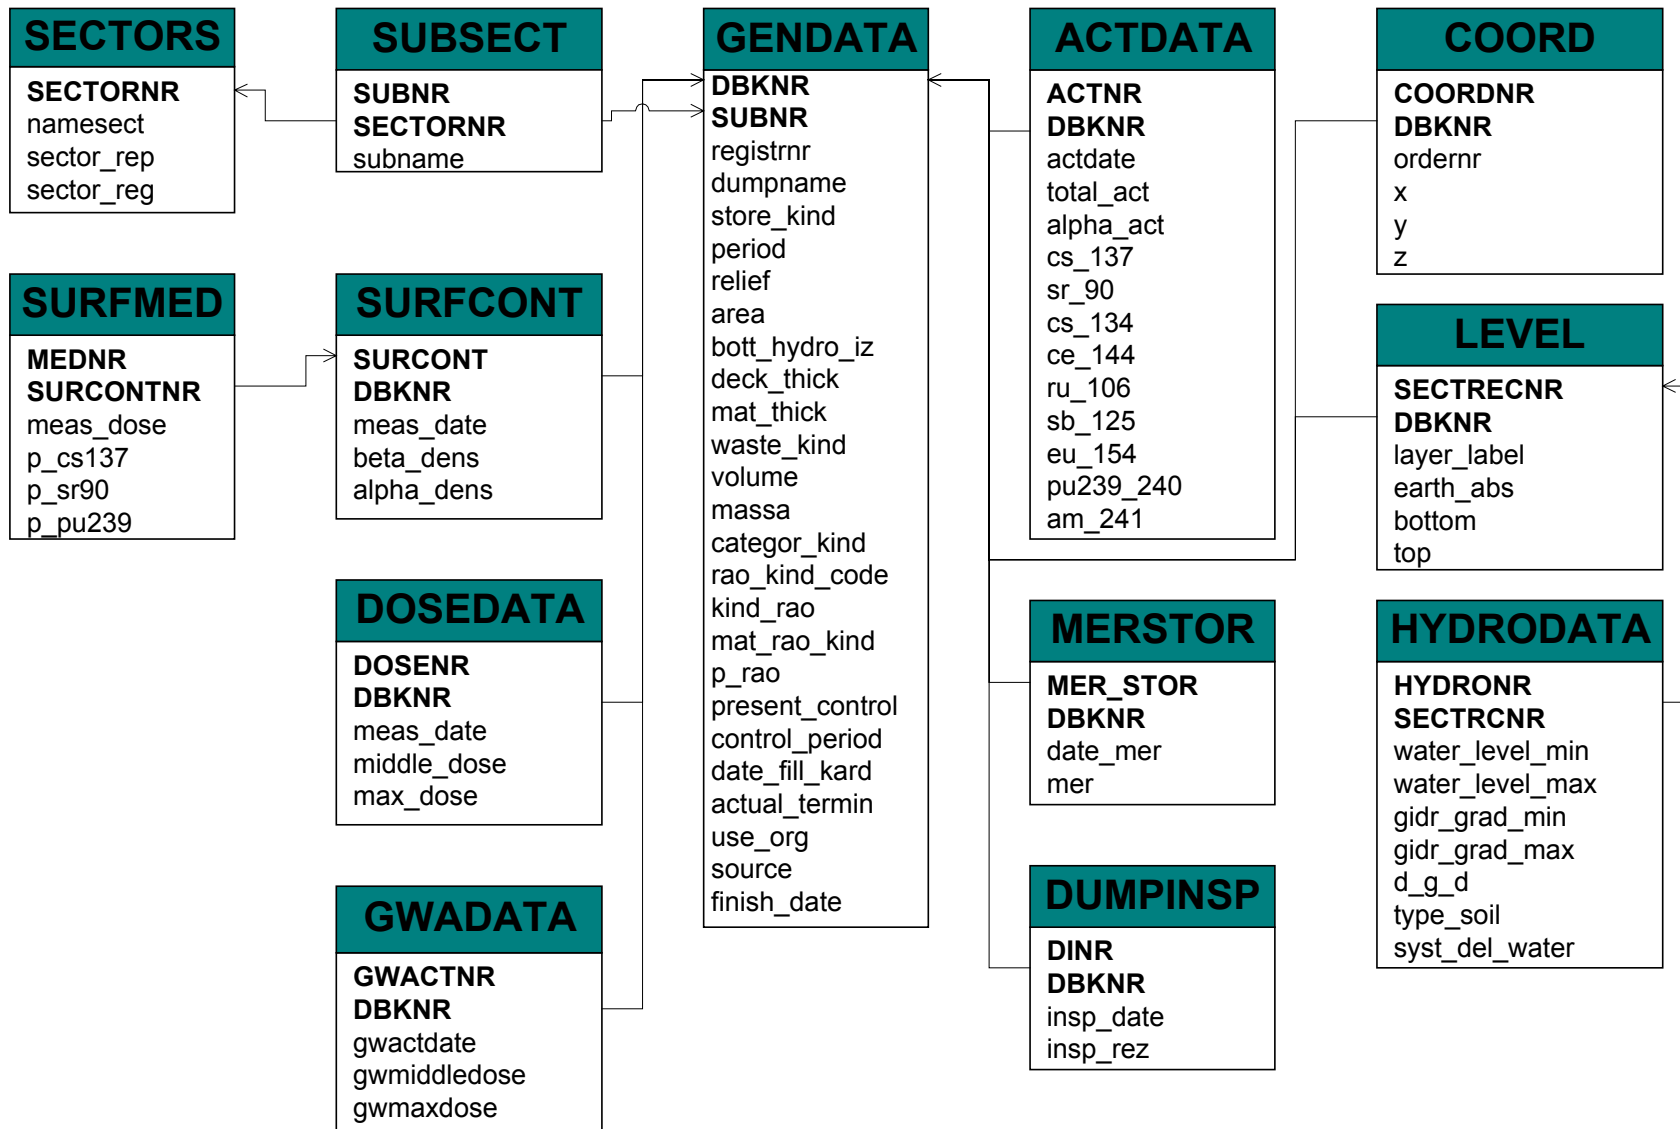 SECTORS
SECTORNR
namesect
sector_rep
sector_reg
SUBSECT
SUBNR
SECTORNR
subname
GENDATA
DBKNR
SUBNR
registrnr
dumpname
store_kind
period
relief
area
bott_hydro_iz
deck_thick
mat_thick
waste_kind
volume
massa
categor_kind
rao_kind_code
kind_rao
mat_rao_kind
p_rao
present_control
control_period
date_fill_kard
actual_termin
use_org
source
finish_date
ACTDATA
ACTNR
DBKNR
actdate
total_act
alpha_act
cs_137
sr_90
cs_134
ce_144
ru_106
sb_125
eu_154
pu239_240
am_241
COORD
COORDNR
DBKNR
ordernr
x
y
z
SURFMED
MEDNR
SURCONTNR
meas_dose
p_cs137
p_sr90
p_pu239
SURFCONT
SURCONT
DBKNR
meas_date
beta_dens
alpha_dens
LEVEL
SECTRECNR
DBKNR
layer_label
earth_abs
bottom
top
DOSEDATA
DOSENR
DBKNR
meas_date
middle_dose
max_dose
MERSTOR
MER_STOR
DBKNR
date_mer
mer
HYDRODATA
HYDRONR
SECTRCNR
water_level_min
water_level_max
gidr_grad_min
gidr_grad_max
d_g_d
type_soil
syst_del_water
GWADATA
GWACTNR
DBKNR
gwactdate
gwmiddledose
gwmaxdose
DUMPINSP
DINR
DBKNR
insp_date
insp_rez